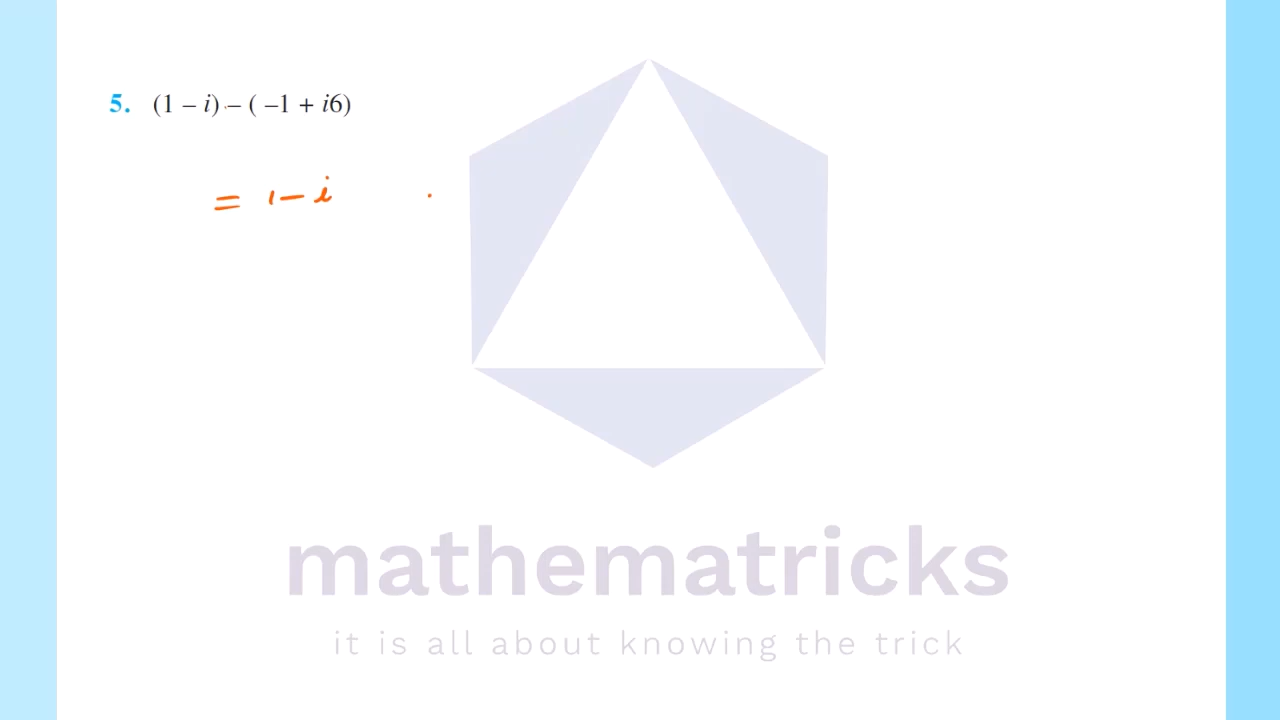 5. (1 – i) – ( –1 + i6)
= 1 – i
mathematricks
it is all about knowing the trick